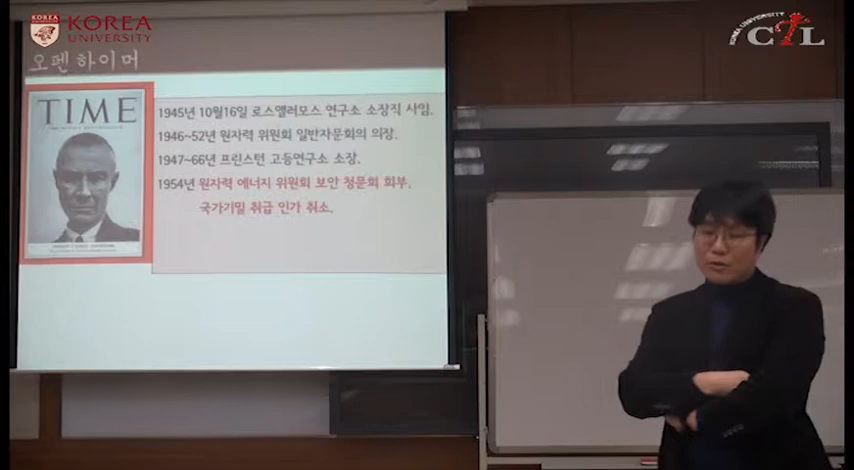 KOREA
UNIVERSITY
KOREA UNIVERSITY
CTL
오펜하이머
TIME
1945년 10월16일 로스앨러모스 연구소 소장직 사임.
1946~52년 원자력 위원회 일반자문회의 의장.
1947~66년 프린스턴 고등연구소 소장.
1954년 원자력 에너지 위원회 보안 청문회 회부.
국가기밀 취급 인가 취소.